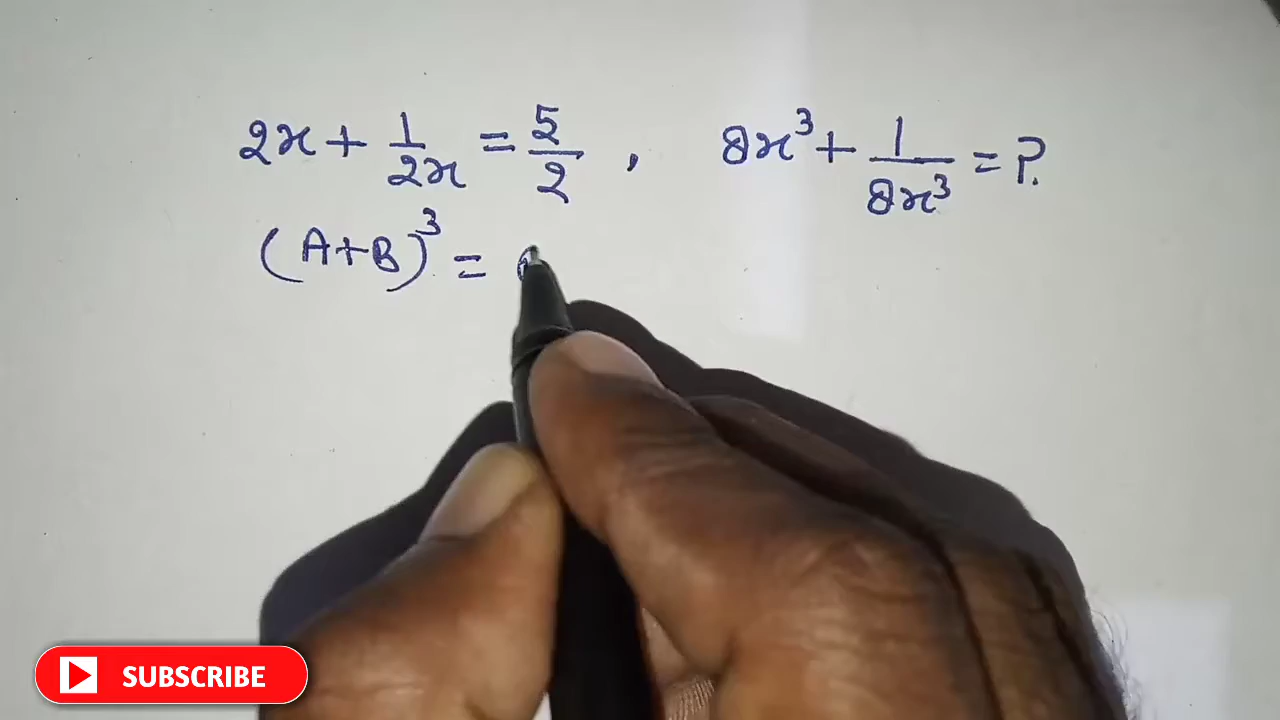 2x + 1/2x = 5/2 , 8x³ + 1/8x³ = ?
(A+B)³ =
SUBSCRIBE